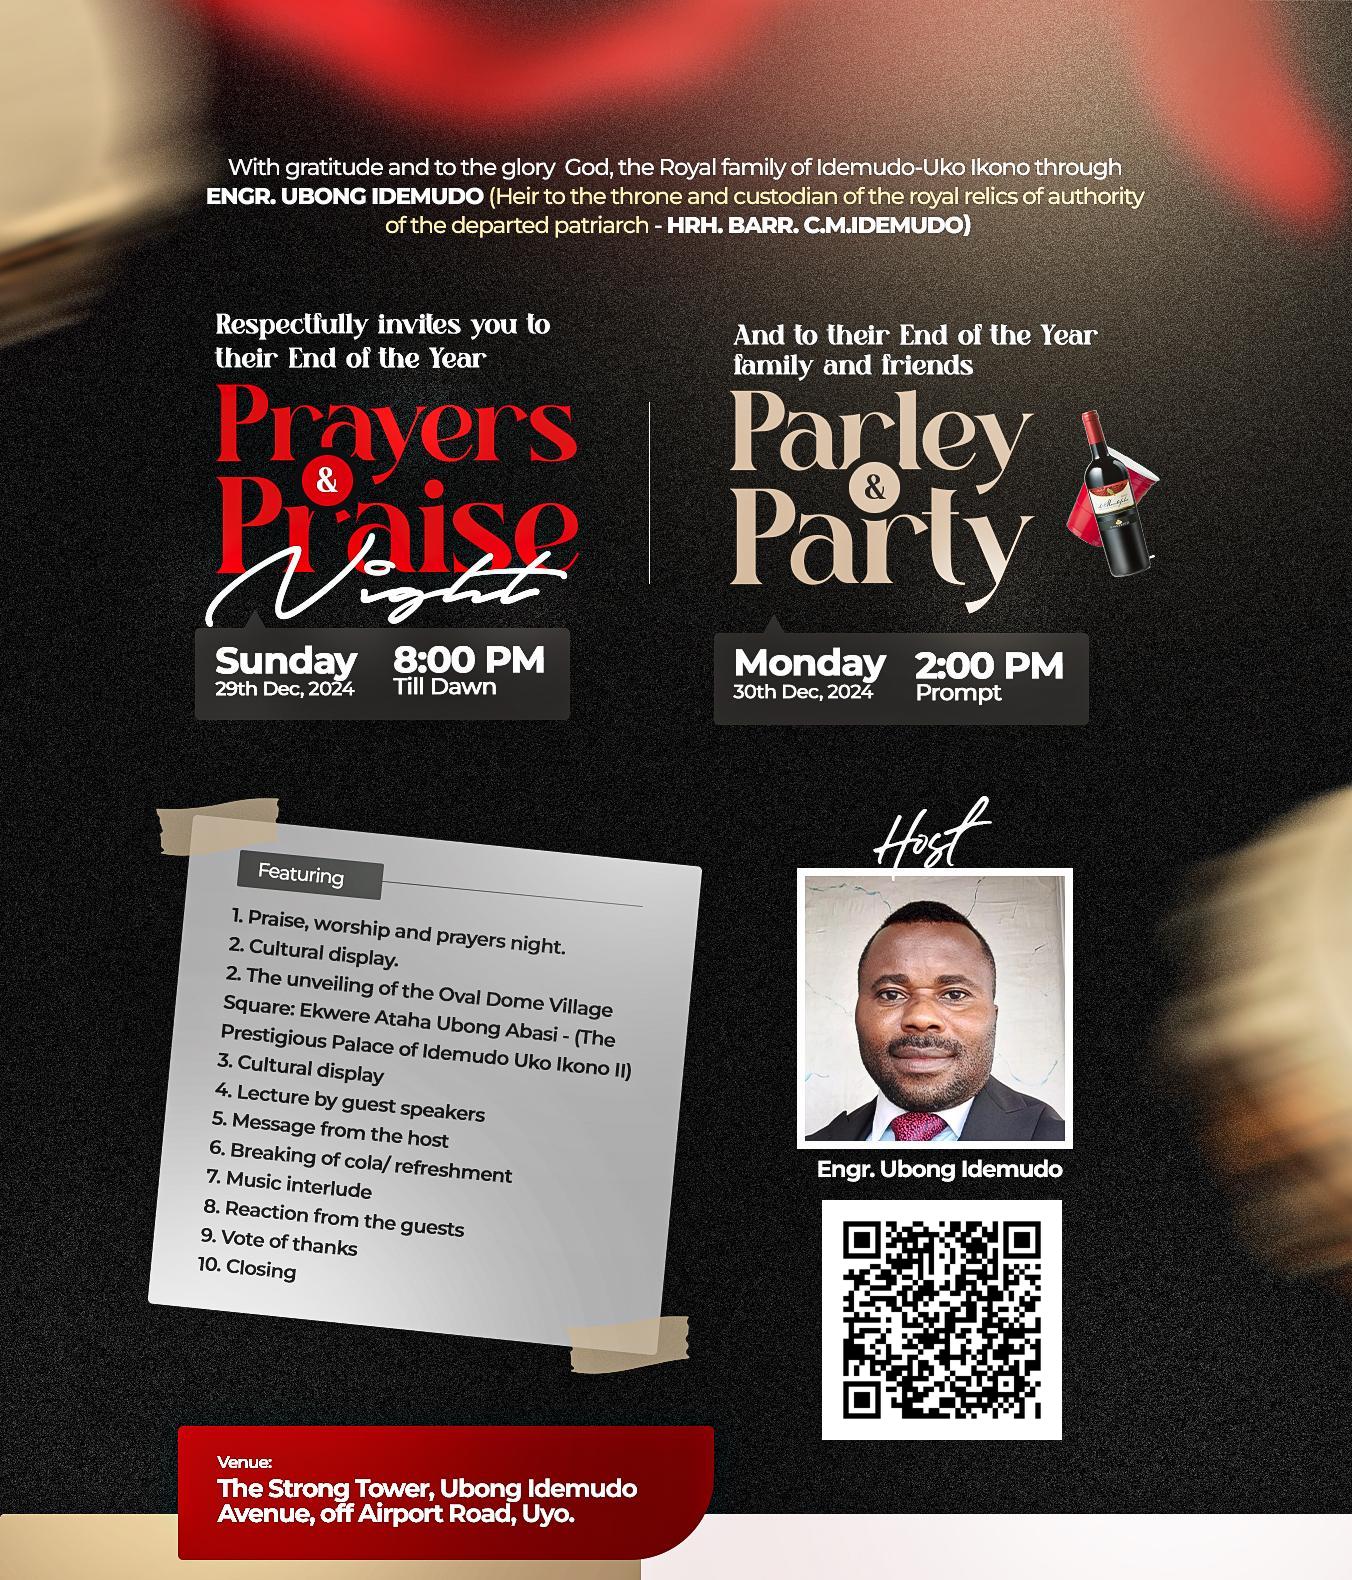 With gratitude and to the glory God, the Royal family of Idemudo-Uko Ikono through
ENGR. UBONG IDEMUDO (Heir to the throne and custodian of the royal relics of authority
of the departed patriarch - HRH. BARR. C.M.IDEMUDO)
Respectfully invites you to
their End of the Year
Prayers
&
Praise
Night
Sunday 8:00 PM
29th Dec, 2024 Till Dawn
And to their End of the Year
family and friends
Parley
&
Party
Monday 2:00 PM
30th Dec, 2024 Prompt
Featuring
1. Praise, worship and prayers night.
2. Cultural display.
2. The unveiling of the Oval Dome Village
Square: Ekwere Ataha Ubong Abasi - (The
Prestigious Palace of Idemudo Uko Ikono II)
3. Cultural display
4. Lecture by guest speakers
5. Message from the host
6. Breaking of cola/ refreshment
7. Music interlude
8. Reaction from the guests
9. Vote of thanks
10. Closing
Host
Engr. Ubong Idemudo
Venue:
The Strong Tower, Ubong Idemudo
Avenue, off Airport Road, Uyo.